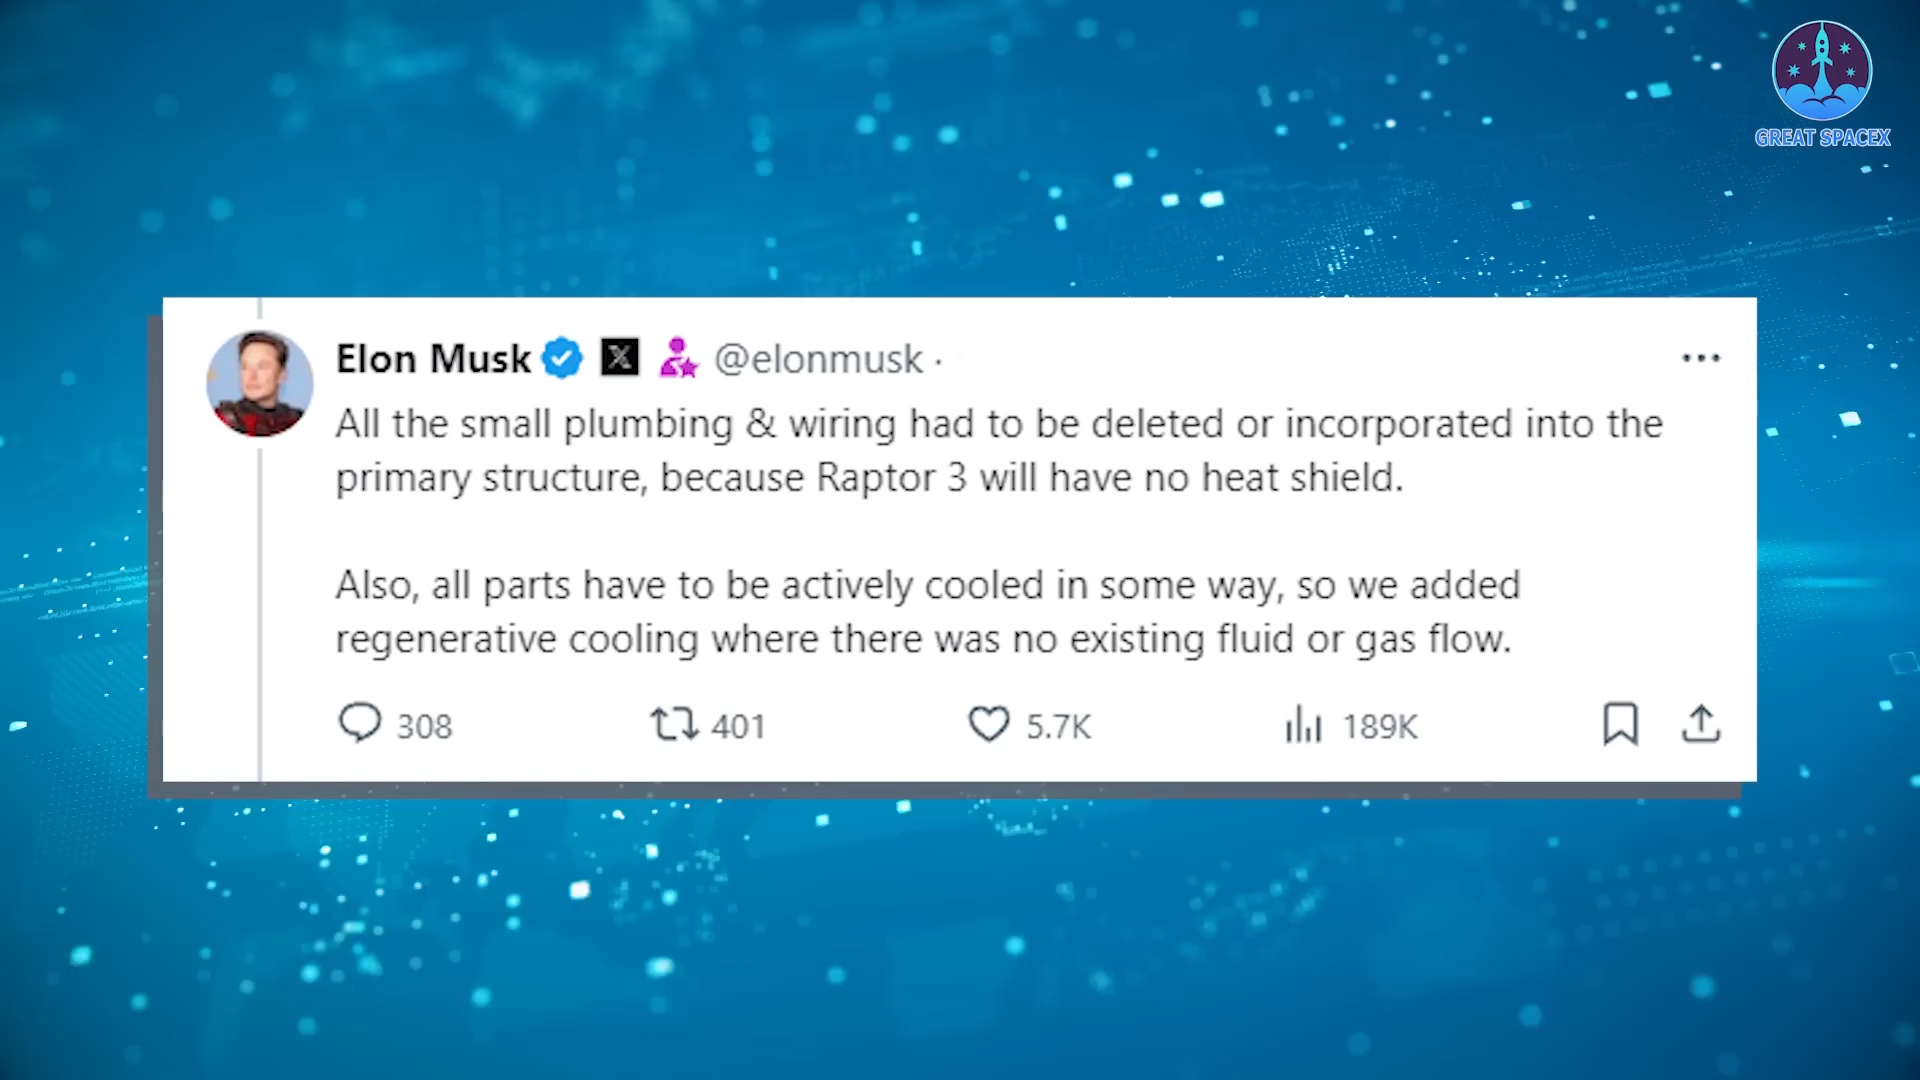 GREAT SPACEX
Elon Musk @elonmusk ·
All the small plumbing & wiring had to be deleted or incorporated into the
primary structure, because Raptor 3 will have no heat shield.
Also, all parts have to be actively cooled in some way, so we added
regenerative cooling where there was no existing fluid or gas flow.
308 401 5.7K 189K